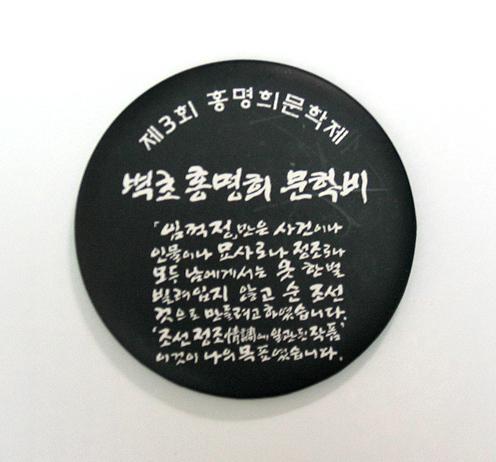 제3회 홍명희문학제
벽초 홍명희 문학비
「임꺽정」만은 사건이나
인물이나 묘사로나 정조로나
모두 남에게서는 옷 한 벌
빌려 입지 않고 순 조선
것으로 만들려고 하였습니다.
'조선 정조情調에 일관된 작품'
이것이 나의 목표였습니다.